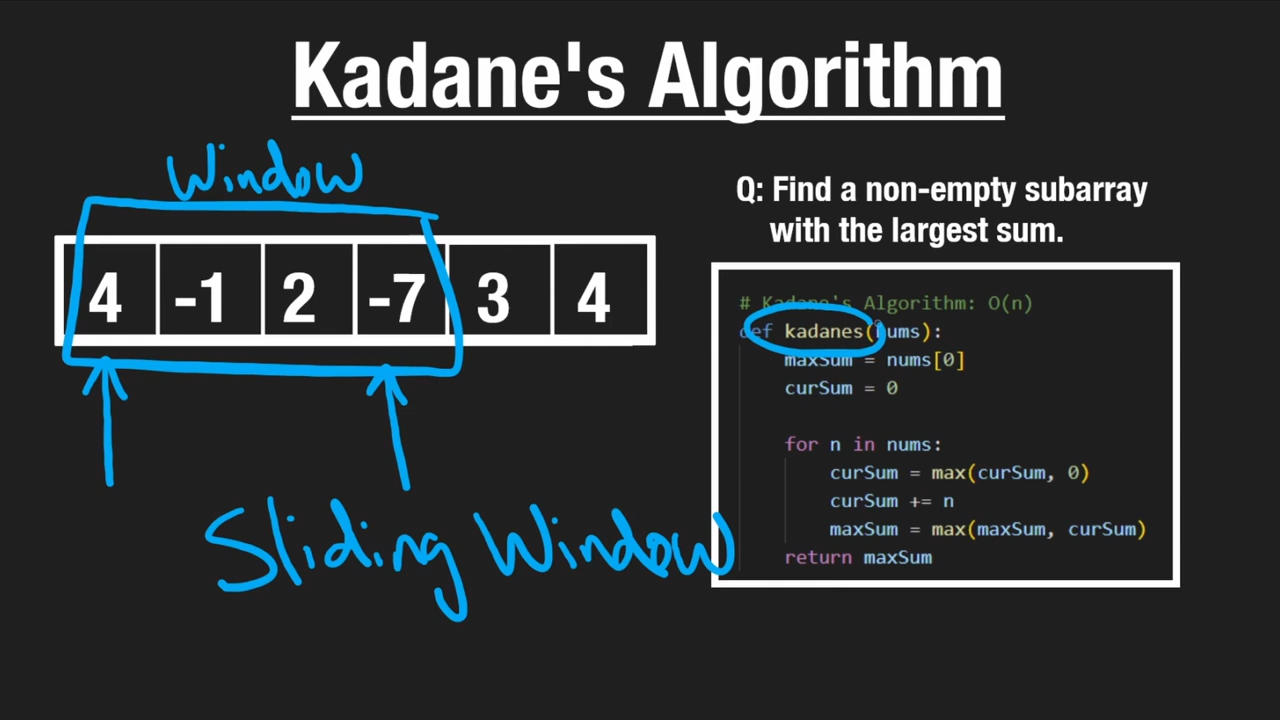 Kadane's Algorithm
Window
4 -1 2 -7 3 4
Sliding Window
Q: Find a non-empty subarray
with the largest sum.
# Kadane's Algorithm: O(n)
def kadanes(nums):
maxSum = nums[0]
curSum = 0
for n in nums:
curSum = max(curSum, 0)
curSum += n
maxSum = max(maxSum, curSum)
return maxSum